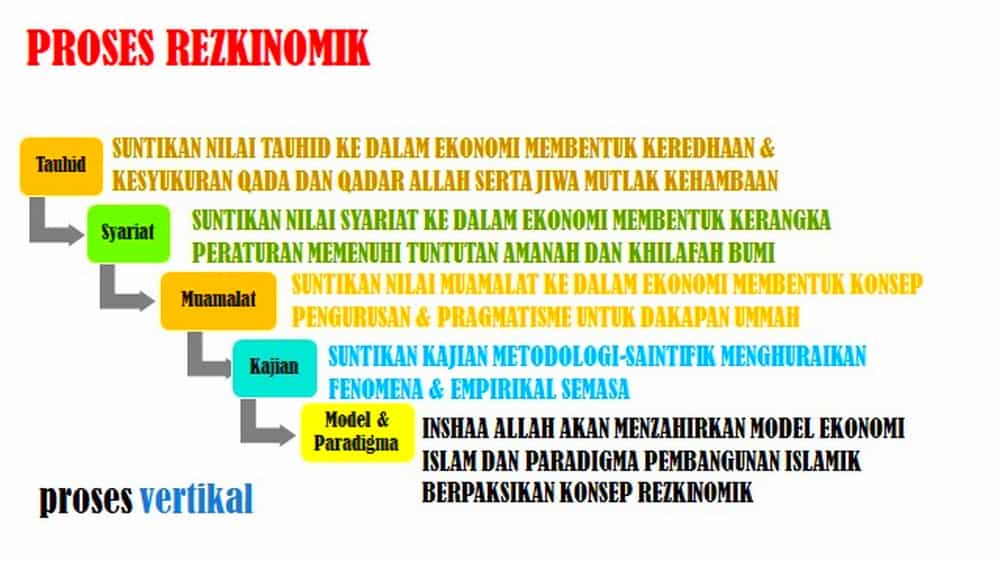 PROSES REZKINOMIK
Tauhid
SUNTIKAN NILAI TAUHID KE DALAM EKONOMI MEMBENTUK KEREDHAAN &
KESYUKURAN QADA DAN QADAR ALLAH SERTA JIWA MUTLAK KEHAMBAAN
Syariat
SUNTIKAN NILAI SYARIAT KE DALAM EKONOMI MEMBENTUK KERANGKA
PERATURAN MEMENUHI TUNTUTAN AMANAH DAN KHILAFAH BUMI
Muamalat
SUNTIKAN NILAI MUAMALAT KE DALAM EKONOMI MEMBENTUK KONSEP
PENGURUSAN & PRAGMATISME UNTUK DAKAPAN UMMAH
Kajian
SUNTIKAN KAJIAN METODOLOGI-SAINTIFIK MENGHURAIKAN
FENOMENA & EMPIRIKAL SEMASA
Model &
Paradigma
INSHAA ALLAH AKAN MENZAHIRKAN MODEL EKONOMI
ISLAM DAN PARADIGMA PEMBANGUNAN ISLAMIK
BERPAKSIKAN KONSEP REZKINOMIK
proses vertikal